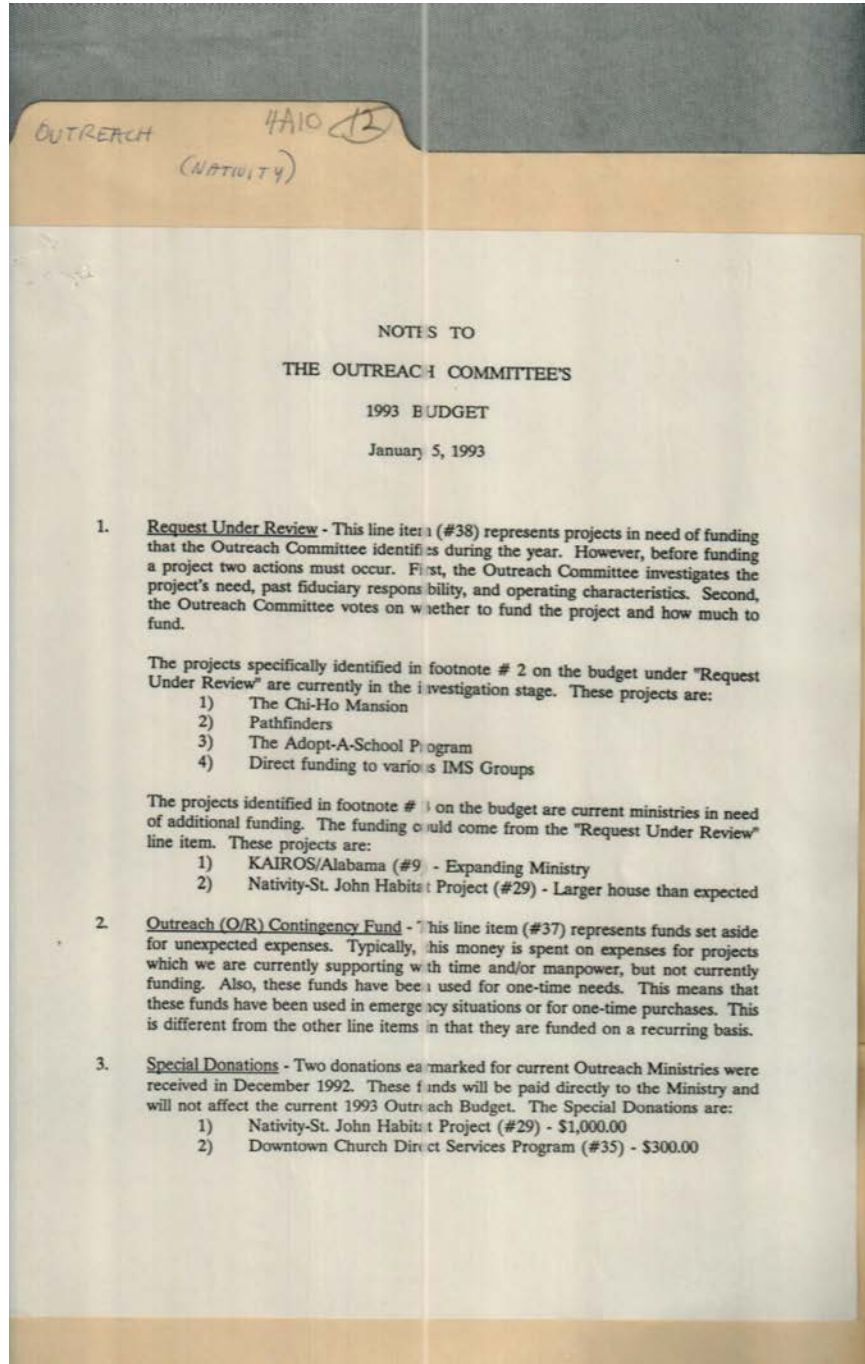 OUTREACH 4A10 12
(NATIVITY)
NOTES TO
THE OUTREACH COMMITTEE'S
1993 BUDGET
January 5, 1993
1. Request Under Review - This line item (#38) represents projects in need of funding
that the Outreach Committee identifies during the year. However, before funding
a project two actions must occur. First, the Outreach Committee investigates the
project's need, past fiduciary responsibility, and operating characteristics. Second,
the Outreach Committee votes on whether to fund the project and how much to
fund.
The projects specifically identified in footnote # 2 on the budget under "Request
Under Review" are currently in the investigation stage. These projects are:
1) The Chi-Ho Mansion
2) Pathfinders
3) The Adopt-A-School Program
4) Direct funding to various IMS Groups
The projects identified in footnote # on the budget are current ministries in need
of additional funding. The funding could come from the "Request Under Review"
line item. These projects are:
1) KAIROS/Alabama (#9) - Expanding Ministry
2) Nativity-St. John Habitat Project (#29) - Larger house than expected
2. Outreach (O/R) Contingency Fund - This line item (#37) represents funds set aside
for unexpected expenses. Typically, this money is spent on expenses for projects
which we are currently supporting with time and/or manpower, but not currently
funding. Also, these funds have been used for one-time needs. This means that
these funds have been used in emergency situations or for one-time purchases. This
is different from the other line items in that they are funded on a recurring basis.
3. Special Donations - Two donations earmarked for current Outreach Ministries were
received in December 1992. These funds will be paid directly to the Ministry and
will not affect the current 1993 Outreach Budget. The Special Donations are:
1) Nativity-St. John Habitat Project (#29) - $1,000.00
2) Downtown Church Direct Services Program (#35) - $300.00